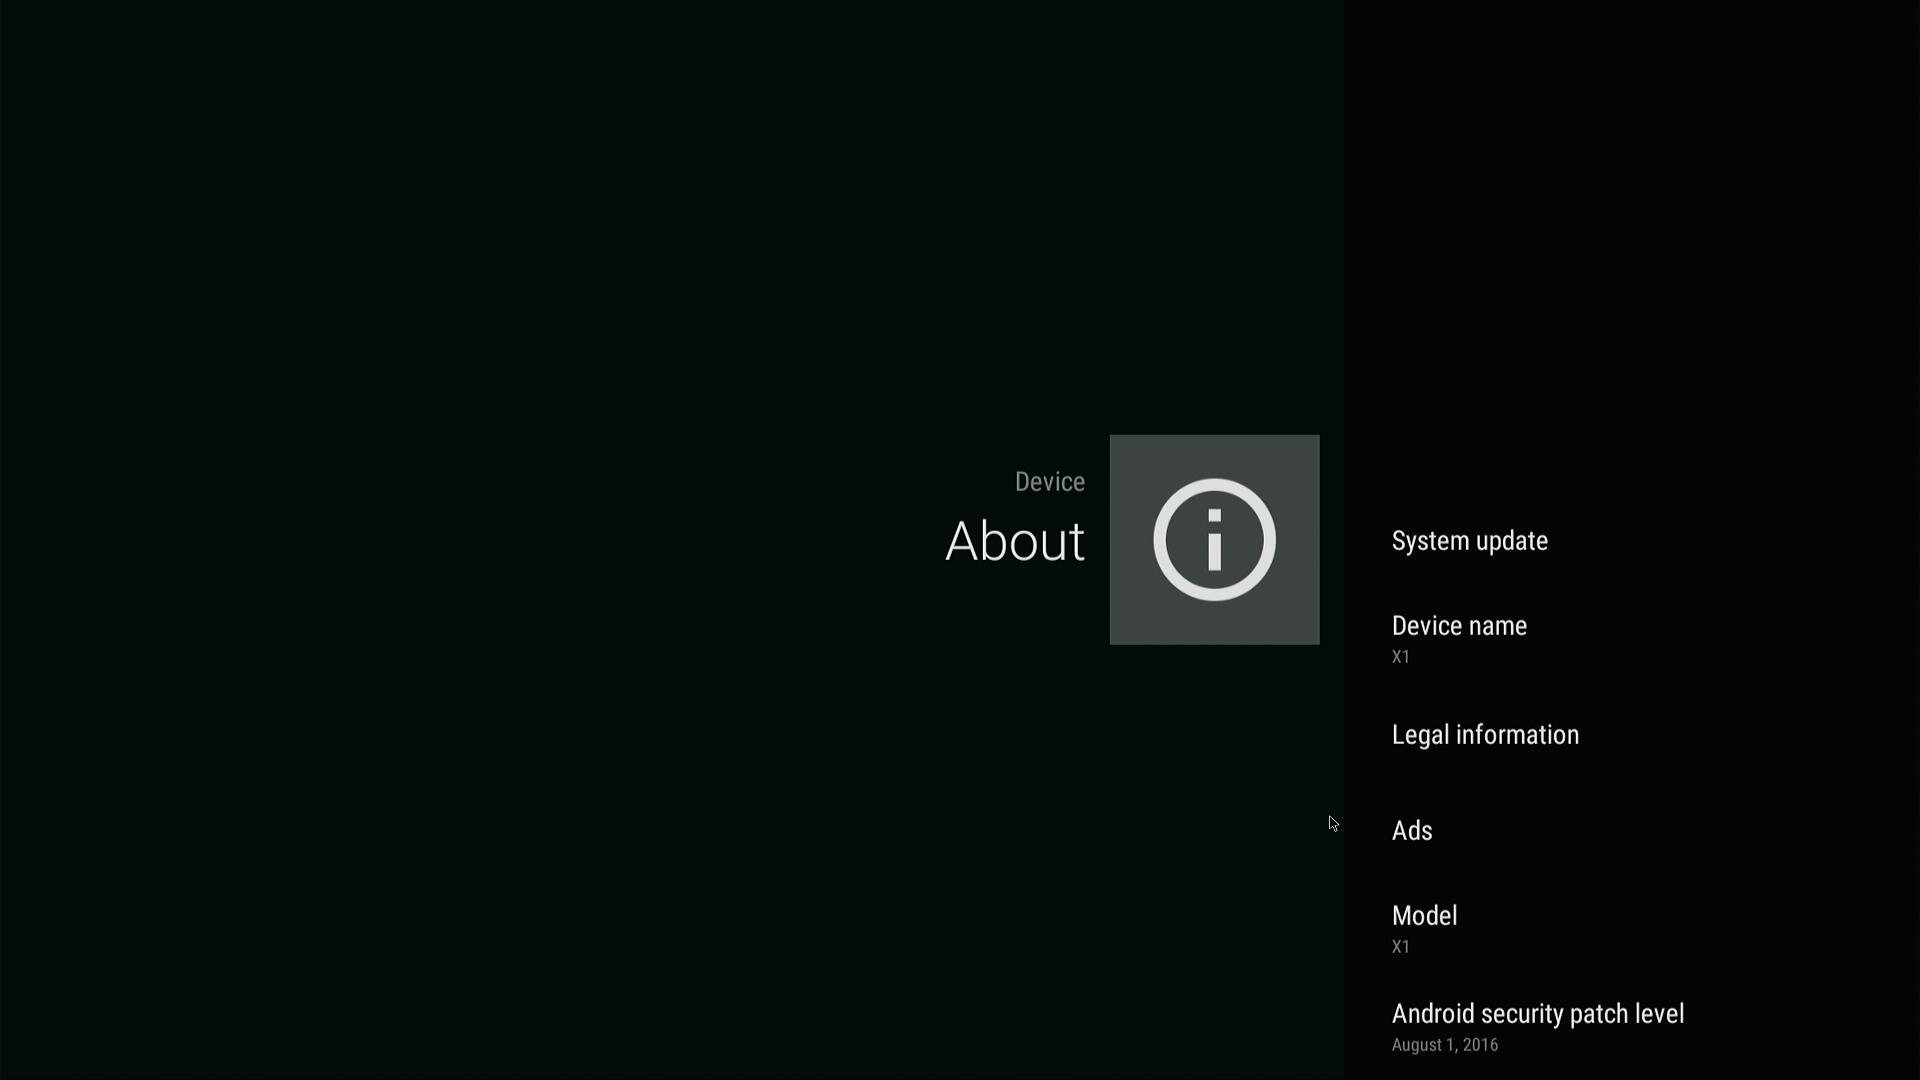 Device
About
System update
Device name
X1
Legal information
Ads
Model
X1
Android security patch level
August 1, 2016